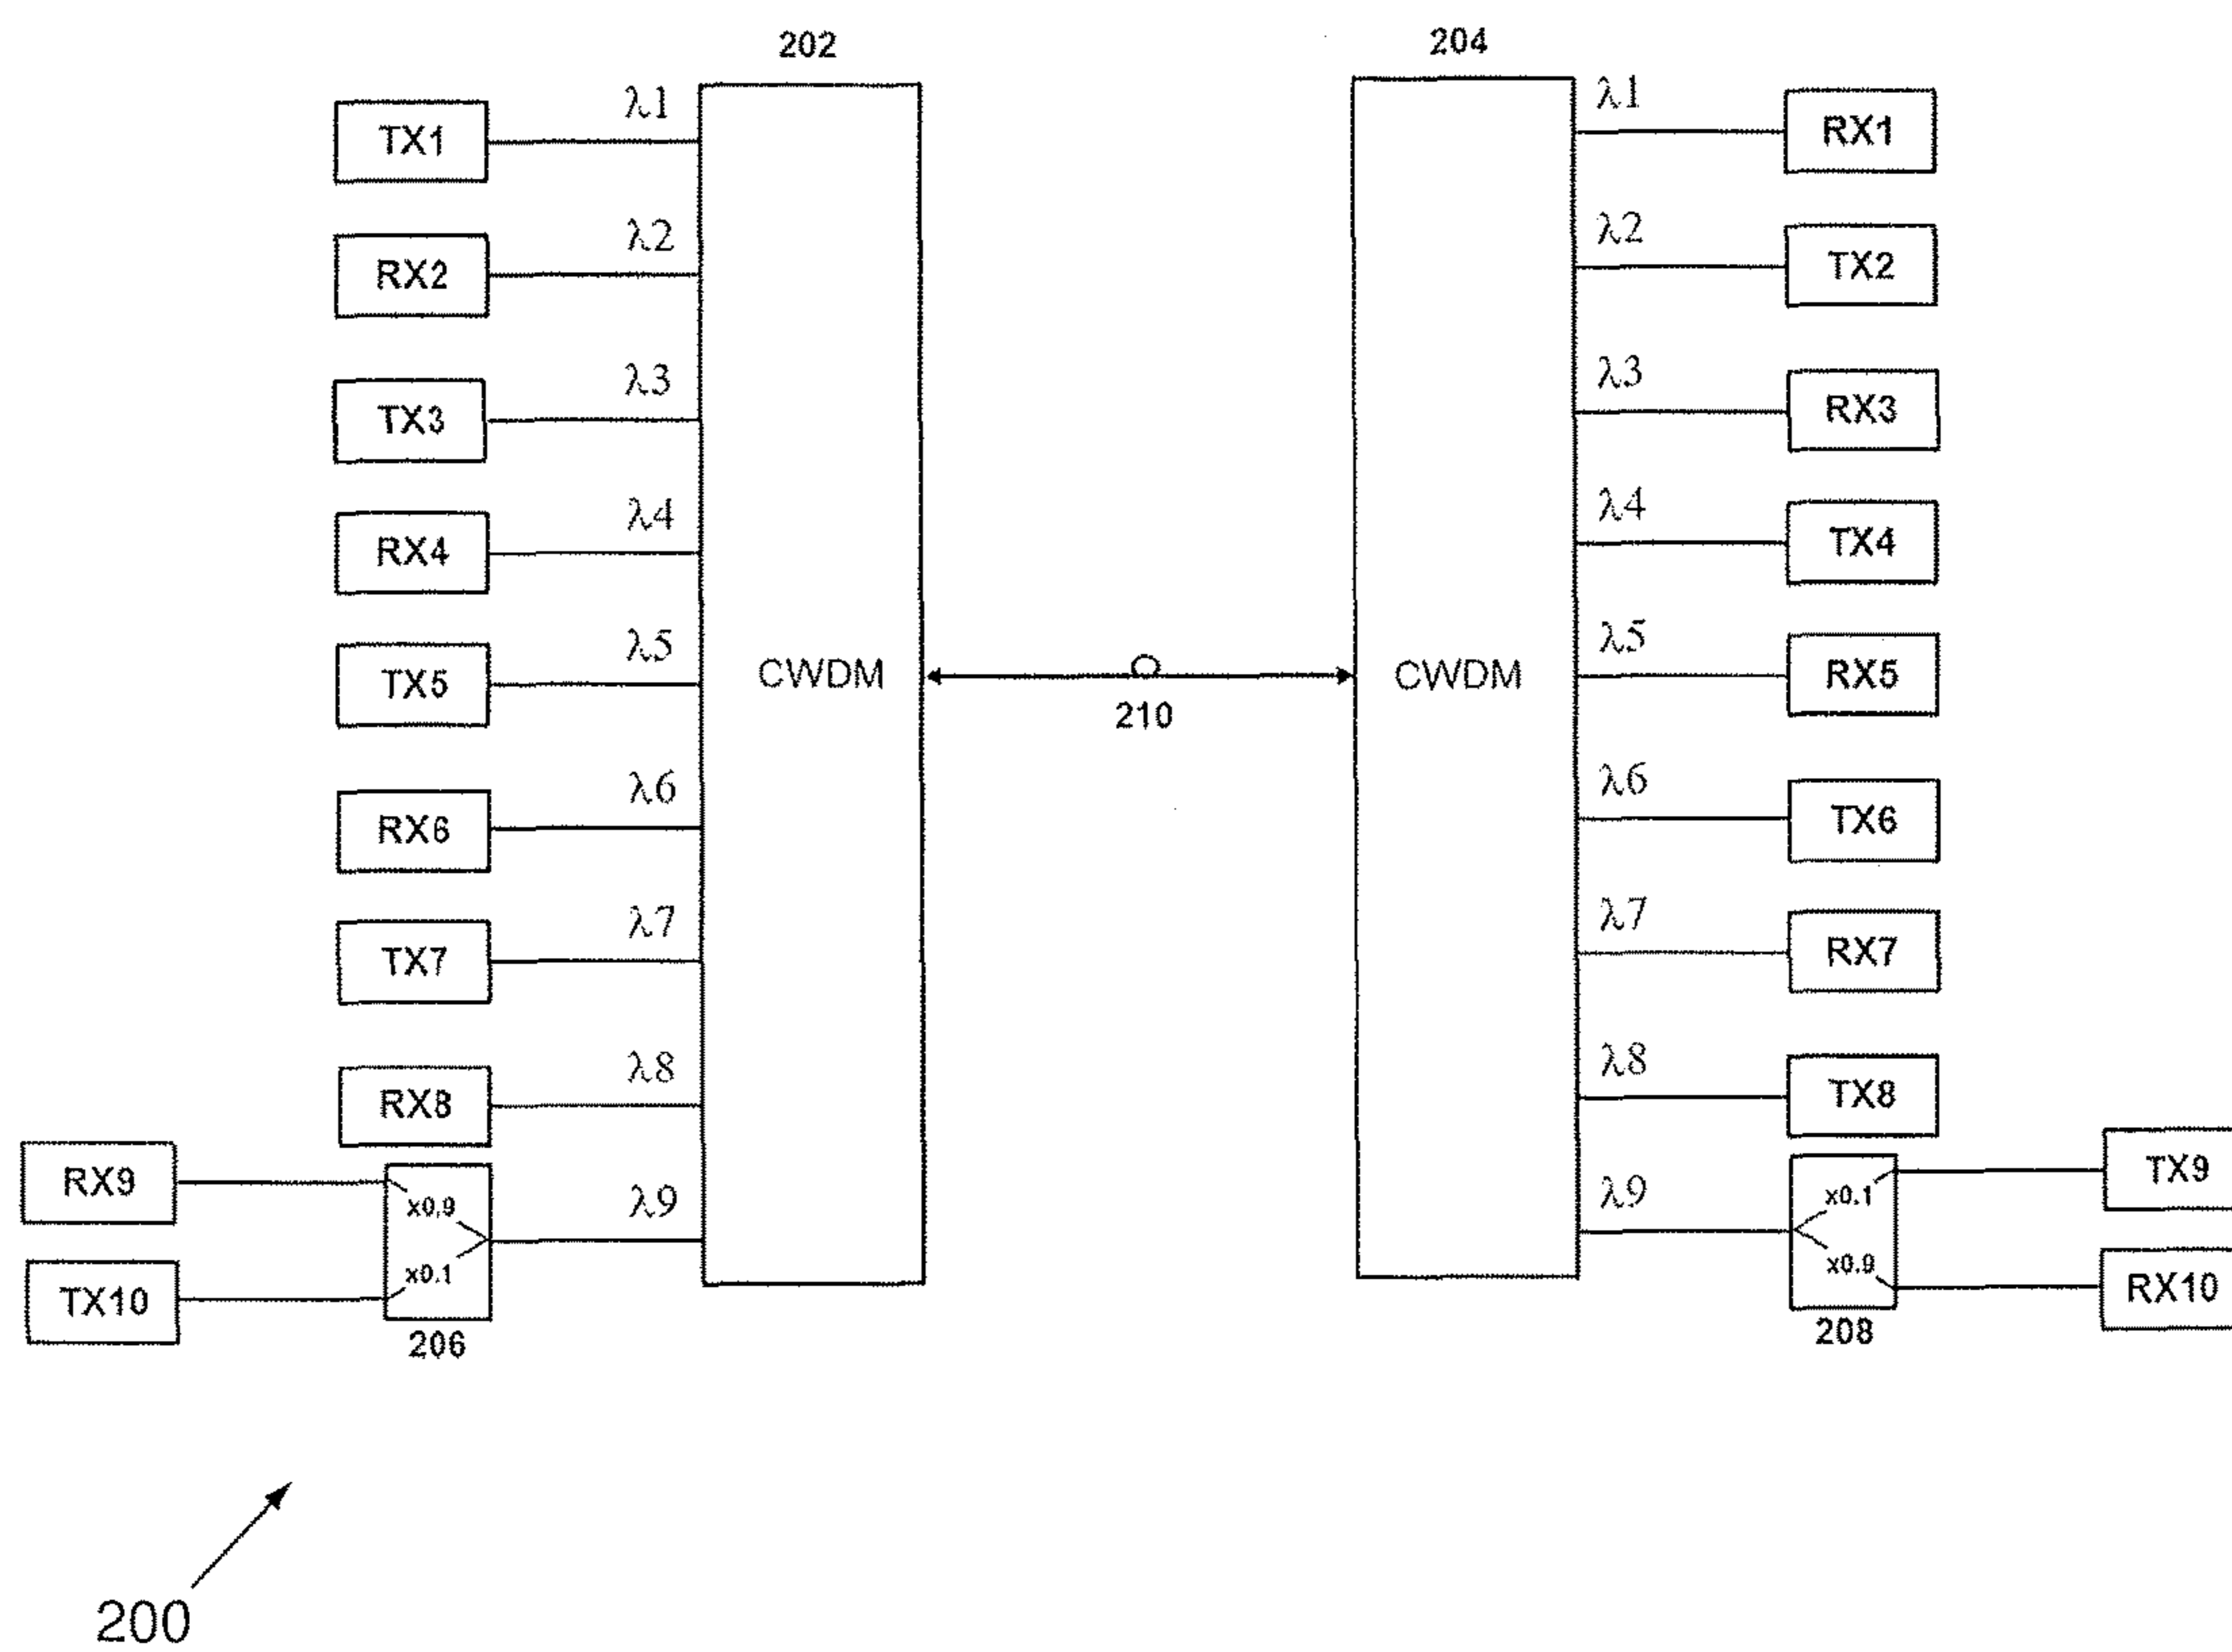 202
204
TX1 λ1
λ1 RX1
RX2 λ2
λ2 TX2
TX3 λ3
λ3 RX3
RX4 λ4
λ4 TX4
TX5 λ5
λ5 RX5
CWDM
CWDM
210
RX6 λ6
λ6 TX6
TX7 λ7
λ7 RX7
RX8 λ8
λ8 TX8
RX9 x0.9 λ9
λ9 x0.1 TX9
TX10 x0.1
x0.9 RX10
206
208
200